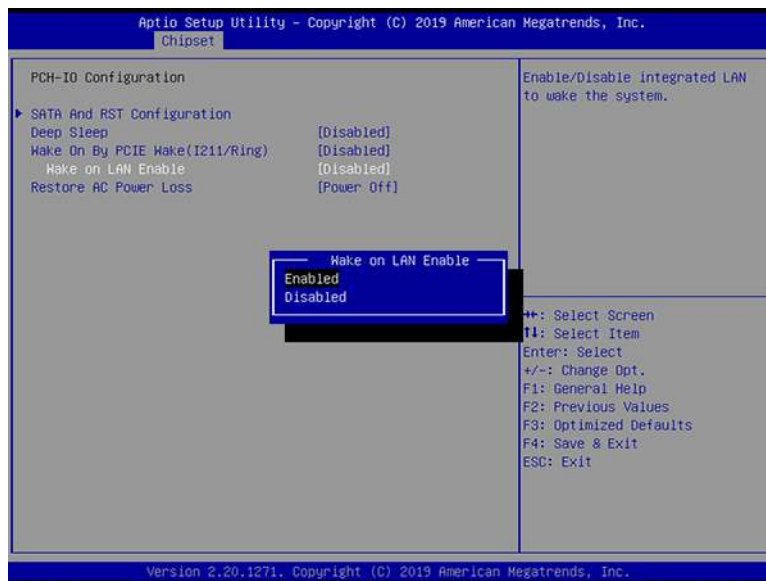 Aptio Setup Utility – Copyright (C) 2019 American Megatrends, Inc.
Chipset
PCH-IO Configuration
SATA And RST Configuration
Deep Sleep [Disabled]
Wake On By PCIE Wake(I211/Ring) [Disabled]
Wake on LAN Enable [Disabled]
Restore AC Power Loss [Power Off]
Wake on LAN Enable
Enabled
Disabled
Enable/Disable integrated LAN
to wake the system.
→←: Select Screen
↑↓: Select Item
Enter: Select
+/-: Change Opt.
F1: General Help
F2: Previous Values
F3: Optimized Defaults
F4: Save & Exit
ESC: Exit
Version 2.20.1271. Copyright (C) 2019 American Megatrends, Inc.